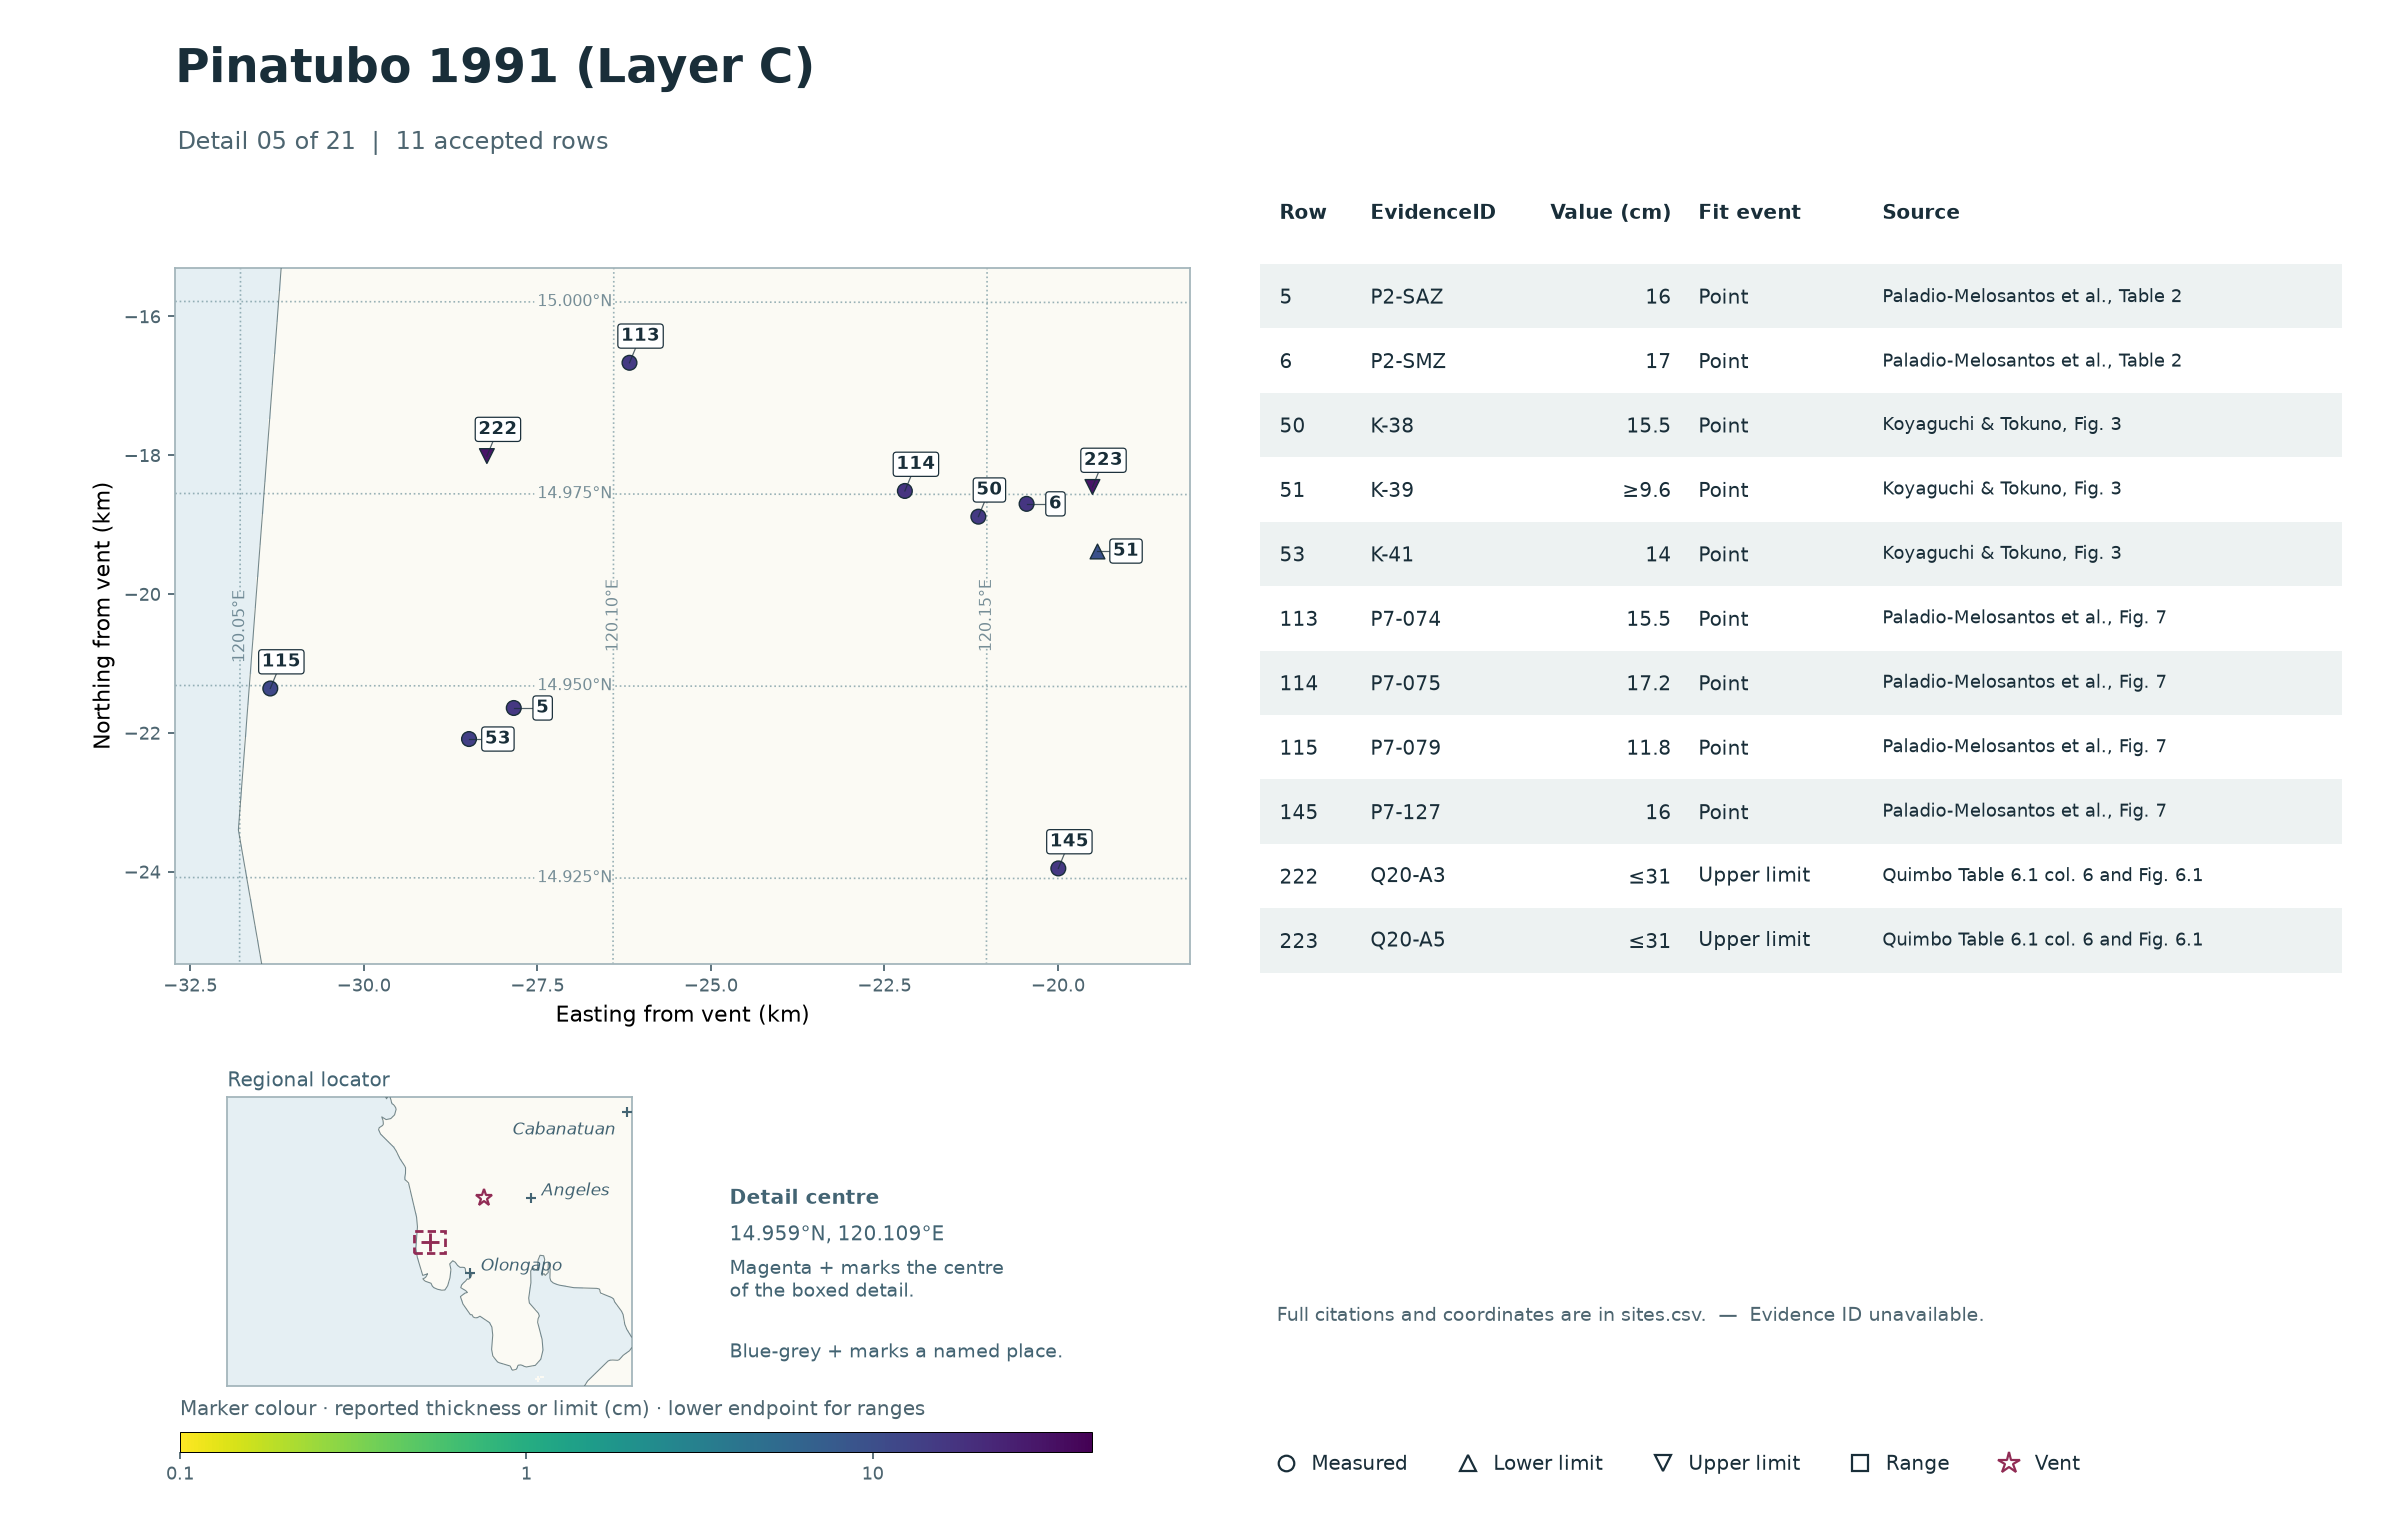 Pinatubo 1991 (Layer C)
Detail 05 of 21 | 11 accepted rows
Row EvidenceID Value (cm) Fit event Source
5 P2-SAZ 16 Point Paladio-Melosantos et al., Table 2
6 P2-SMZ 17 Point Paladio-Melosantos et al., Table 2
50 K-38 15.5 Point Koyaguchi & Tokuno, Fig. 3
51 K-39 ≥9.6 Point Koyaguchi & Tokuno, Fig. 3
53 K-41 14 Point Koyaguchi & Tokuno, Fig. 3
113 P7-074 15.5 Point Paladio-Melosantos et al., Fig. 7
114 P7-075 17.2 Point Paladio-Melosantos et al., Fig. 7
115 P7-079 11.8 Point Paladio-Melosantos et al., Fig. 7
145 P7-127 16 Point Paladio-Melosantos et al., Fig. 7
222 Q20-A3 ≤31 Upper limit Quimbo Table 6.1 col. 6 and Fig. 6.1
223 Q20-A5 ≤31 Upper limit Quimbo Table 6.1 col. 6 and Fig. 6.1
Northing from vent (km)
−16
−18
−20
−22
−24
15.000°N
14.975°N
14.950°N
14.925°N
120.05°E
120.10°E
120.15°E
113
222
114
223
50
6
51
115
5
53
145
−32.5 −30.0 −27.5 −25.0 −22.5 −20.0
Easting from vent (km)
Regional locator
Cabanatuan
Angeles
Olongapo
Detail centre
14.959°N, 120.109°E
Magenta + marks the centre
of the boxed detail.
Blue-grey + marks a named place.
Full citations and coordinates are in sites.csv. — Evidence ID unavailable.
Marker colour · reported thickness or limit (cm) · lower endpoint for ranges
0.1 1 10
Measured Lower limit Upper limit Range Vent